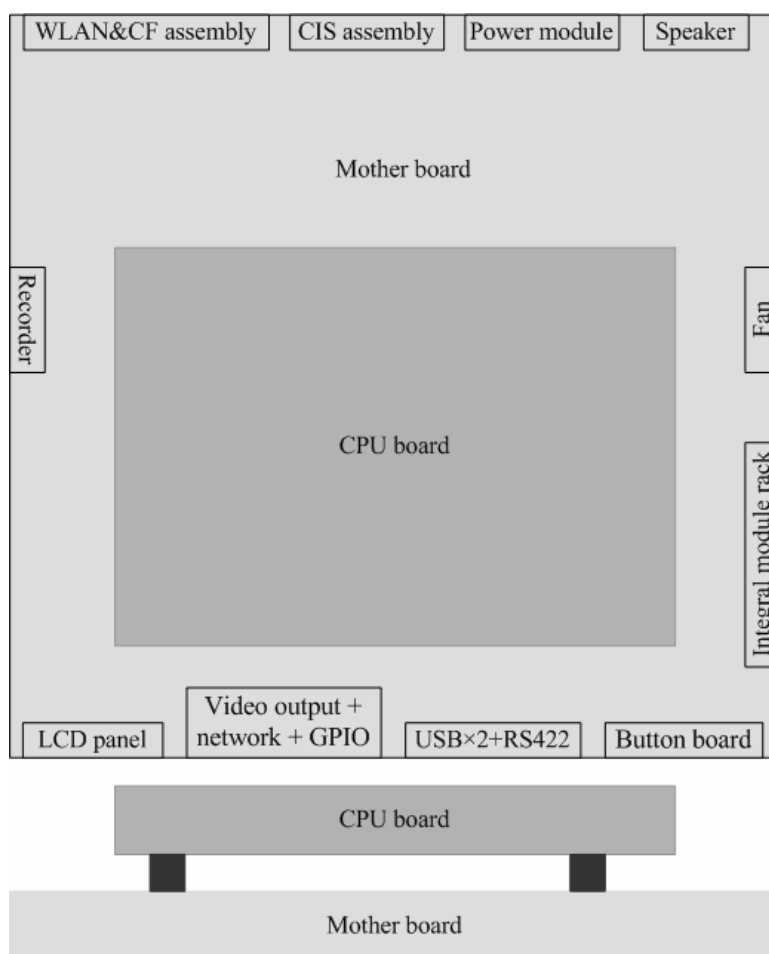 WLAN&CF assembly
CIS assembly
Power module
Speaker
Mother board
Recorder
Fan
CPU board
Integral module rack
LCD panel
Video output +
network + GPIO
USB×2+RS422
Button board
CPU board
Mother board